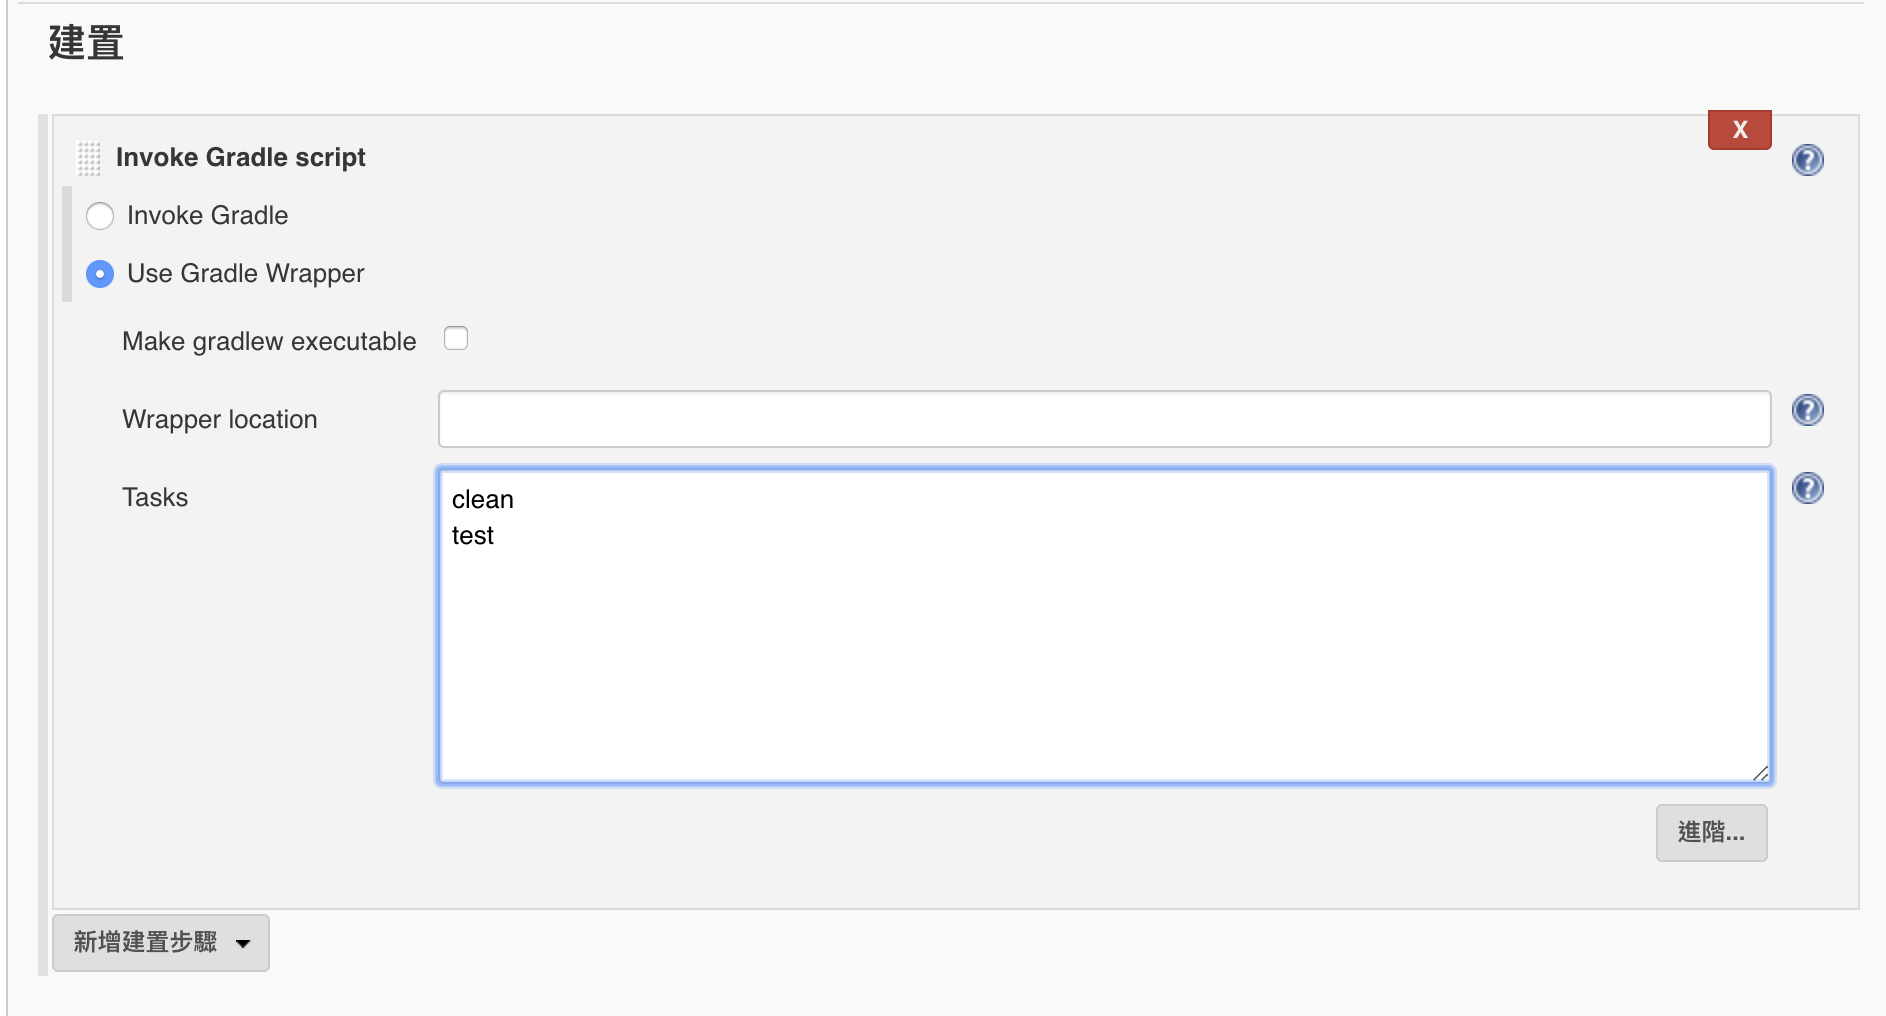 建置
Invoke Gradle script
X
Invoke Gradle
Use Gradle Wrapper
Make gradlew executable
Wrapper location
Tasks
clean
test
進階...
新增建置步驟